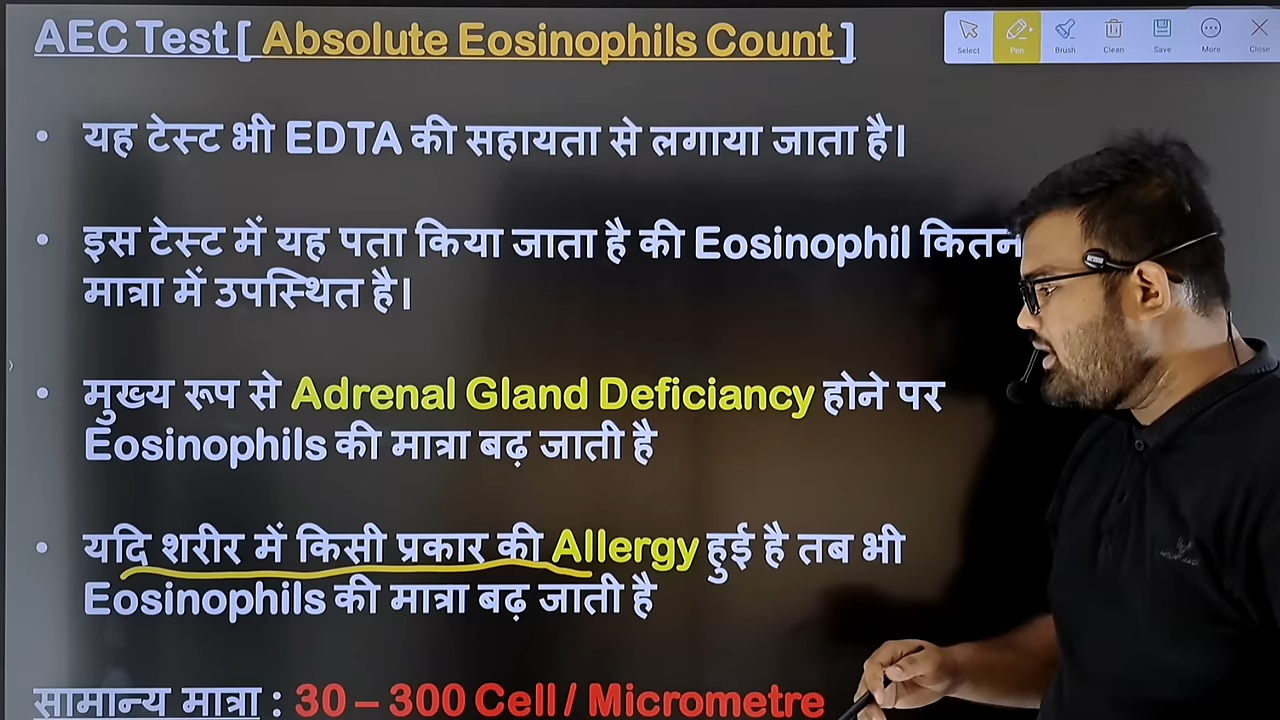 AEC Test [ Absolute Eosinophils Count ]
Select Pen Brush Clean Save More Close
• यह टेस्ट भी EDTA की सहायता से लगाया जाता है।
• इस टेस्ट में यह पता किया जाता है की Eosinophil
मात्रा में उपस्थित है।
• मुख्य रूप से Adrenal Gland Deficiancy होने पर
Eosinophils की मात्रा बढ़ जाती है
• यदि शरीर में किसी प्रकार की Allergy हुई है तब भी
Eosinophils की मात्रा बढ़ जाती है
सामान्य मात्रा : 30 – 300 Cell / Micrometre